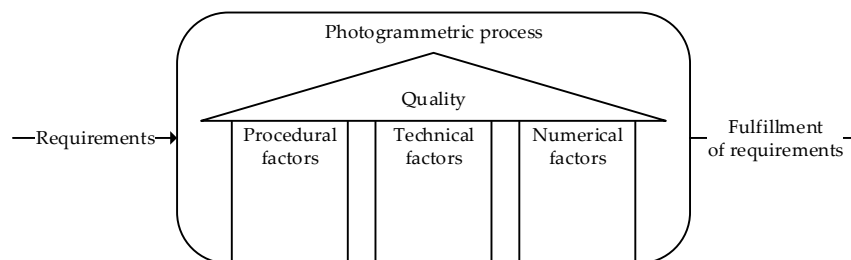 Photogrammetric process
Quality
Requirements
Procedural
factors
Technical
factors
Numerical
factors
Fulfillment
of requirements